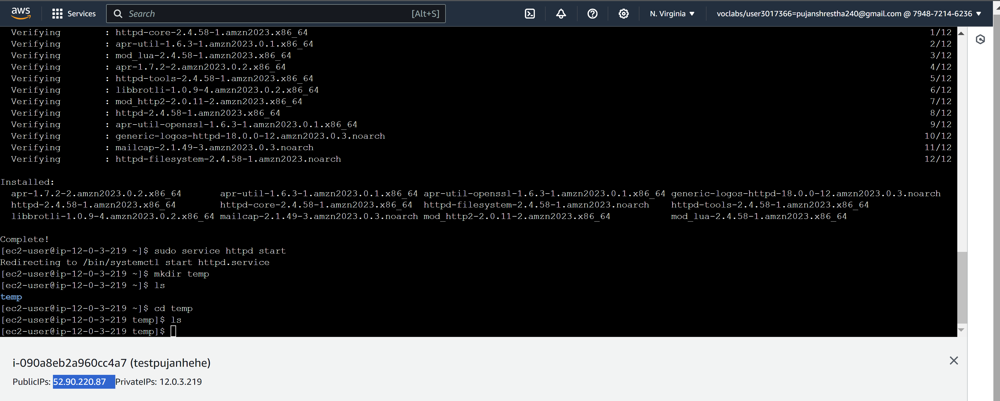 aws Services Search [Alt+S] N. Virginia voclabs/user3017366=pujanshrestha240@gmail.com @ 7948-7214-6236
Verifying : httpd-core-2.4.58-1.amzn2023.x86_64 1/12
Verifying : apr-util-1.6.3-1.amzn2023.0.1.x86_64 2/12
Verifying : mod_lua-2.4.58-1.amzn2023.x86_64 3/12
Verifying : apr-1.7.2-2.amzn2023.0.2.x86_64 4/12
Verifying : httpd-tools-2.4.58-1.amzn2023.x86_64 5/12
Verifying : libbrotli-1.0.9-4.amzn2023.0.2.x86_64 6/12
Verifying : mod_http2-2.0.11-2.amzn2023.x86_64 7/12
Verifying : httpd-2.4.58-1.amzn2023.x86_64 8/12
Verifying : apr-util-openssl-1.6.3-1.amzn2023.0.1.x86_64 9/12
Verifying : generic-logos-httpd-18.0.0-12.amzn2023.0.3.noarch 10/12
Verifying : mailcap-2.1.49-3.amzn2023.0.3.noarch 11/12
Verifying : httpd-filesystem-2.4.58-1.amzn2023.noarch 12/12
Installed:
apr-1.7.2-2.amzn2023.0.2.x86_64 apr-util-1.6.3-1.amzn2023.0.1.x86_64 apr-util-openssl-1.6.3-1.amzn2023.0.1.x86_64 generic-logos-httpd-18.0.0-12.amzn2023.0.3.noarch
httpd-2.4.58-1.amzn2023.x86_64 httpd-core-2.4.58-1.amzn2023.x86_64 httpd-filesystem-2.4.58-1.amzn2023.noarch httpd-tools-2.4.58-1.amzn2023.x86_64
libbrotli-1.0.9-4.amzn2023.0.2.x86_64 mailcap-2.1.49-3.amzn2023.0.3.noarch mod_http2-2.0.11-2.amzn2023.x86_64 mod_lua-2.4.58-1.amzn2023.x86_64
Complete!
[ec2-user@ip-12-0-3-219 ~]$ sudo service httpd start
Redirecting to /bin/systemctl start httpd.service
[ec2-user@ip-12-0-3-219 ~]$ mkdir temp
[ec2-user@ip-12-0-3-219 ~]$ ls
temp
[ec2-user@ip-12-0-3-219 ~]$ cd temp
[ec2-user@ip-12-0-3-219 temp]$ ls
[ec2-user@ip-12-0-3-219 temp]$
i-090a8eb2a960cc4a7 (testpujanhehe)
PublicIPs: 52.90.220.87 PrivateIPs: 12.0.3.219